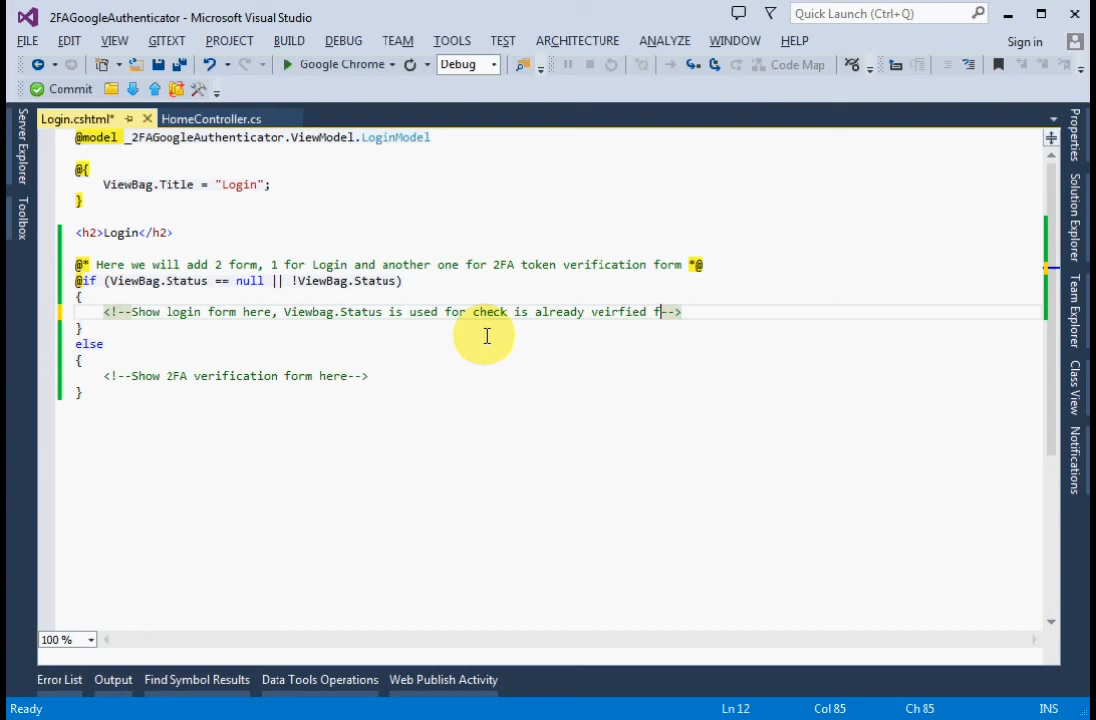 2FAGoogleAuthenticator - Microsoft Visual Studio
Quick Launch (Ctrl+Q)
FILE EDIT VIEW GITEXT PROJECT BUILD DEBUG TEAM TOOLS TEST ARCHITECTURE ANALYZE WINDOW HELP Sign in
Google Chrome Debug Code Map
Commit
Login.cshtml* HomeController.cs
@model _2FAGoogleAuthenticator.ViewModel.LoginModel
@{
ViewBag.Title = "Login";
}
<h2>Login</h2>
@* Here we will add 2 form, 1 for Login and another one for 2FA token verification form *@
@if (ViewBag.Status == null || !ViewBag.Status)
{
<!--Show login form here, Viewbag.Status is used for check is already veirfied f-->
}
else
{
<!--Show 2FA verification form here-->
}
Server Explorer
Toolbox
Properties
Solution Explorer
Team Explorer
Class View
Notifications
100 %
Error List Output Find Symbol Results Data Tools Operations Web Publish Activity
Ready Ln 12 Col 85 Ch 85 INS